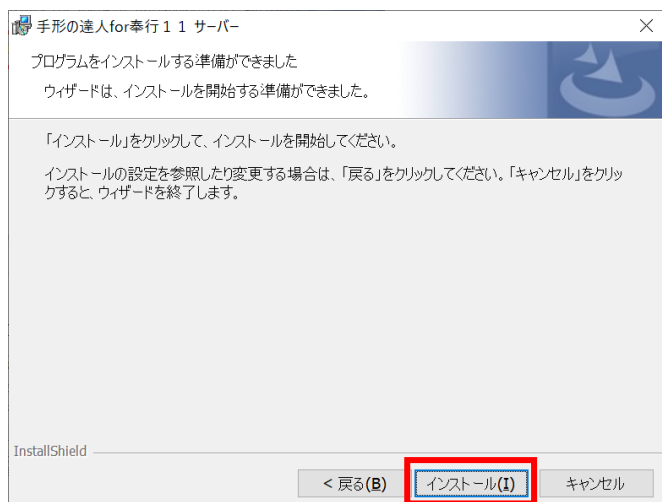 手形の達人for奉行１１ サーバー
プログラムをインストールする準備ができました
ウィザードは、インストールを開始する準備ができました。
「インストール」をクリックして、インストールを開始してください。
インストールの設定を参照したり変更する場合は、「戻る」をクリックしてください。「キャンセル」をクリッ
クすると、ウィザードを終了します。
InstallShield
< 戻る(B) インストール(I) キャンセル